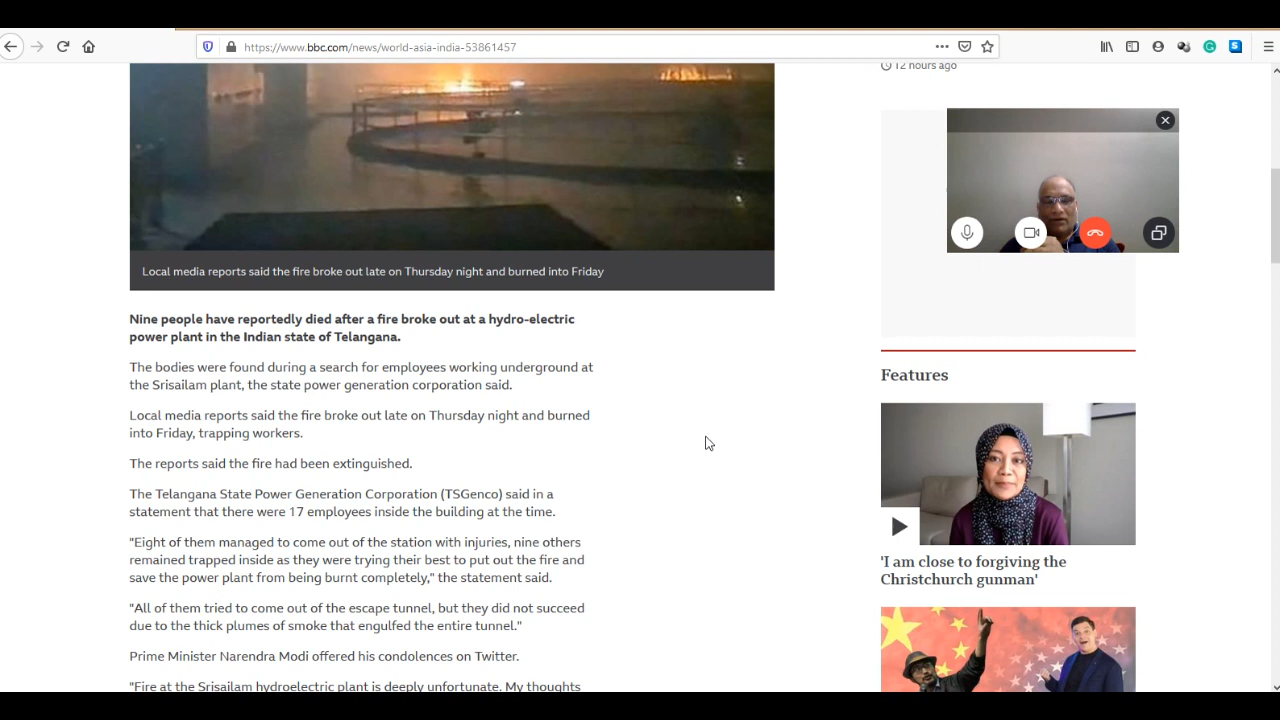 https://www.bbc.com/news/world-asia-india-53861457
12 hours ago
Local media reports said the fire broke out late on Thursday night and burned into Friday
Nine people have reportedly died after a fire broke out at a hydro-electric
power plant in the Indian state of Telangana.
The bodies were found during a search for employees working underground at
the Srisailam plant, the state power generation corporation said.
Local media reports said the fire broke out late on Thursday night and burned
into Friday, trapping workers.
The reports said the fire had been extinguished.
The Telangana State Power Generation Corporation (TSGenco) said in a
statement that there were 17 employees inside the building at the time.
"Eight of them managed to come out of the station with injuries, nine others
remained trapped inside as they were trying their best to put out the fire and
save the power plant from being burnt completely," the statement said.
"All of them tried to come out of the escape tunnel, but they did not succeed
due to the thick plumes of smoke that engulfed the entire tunnel."
Prime Minister Narendra Modi offered his condolences on Twitter.
"Fire at the Srisailam hydroelectric plant is deeply unfortunate. My thoughts
Features
'I am close to forgiving the
Christchurch gunman'